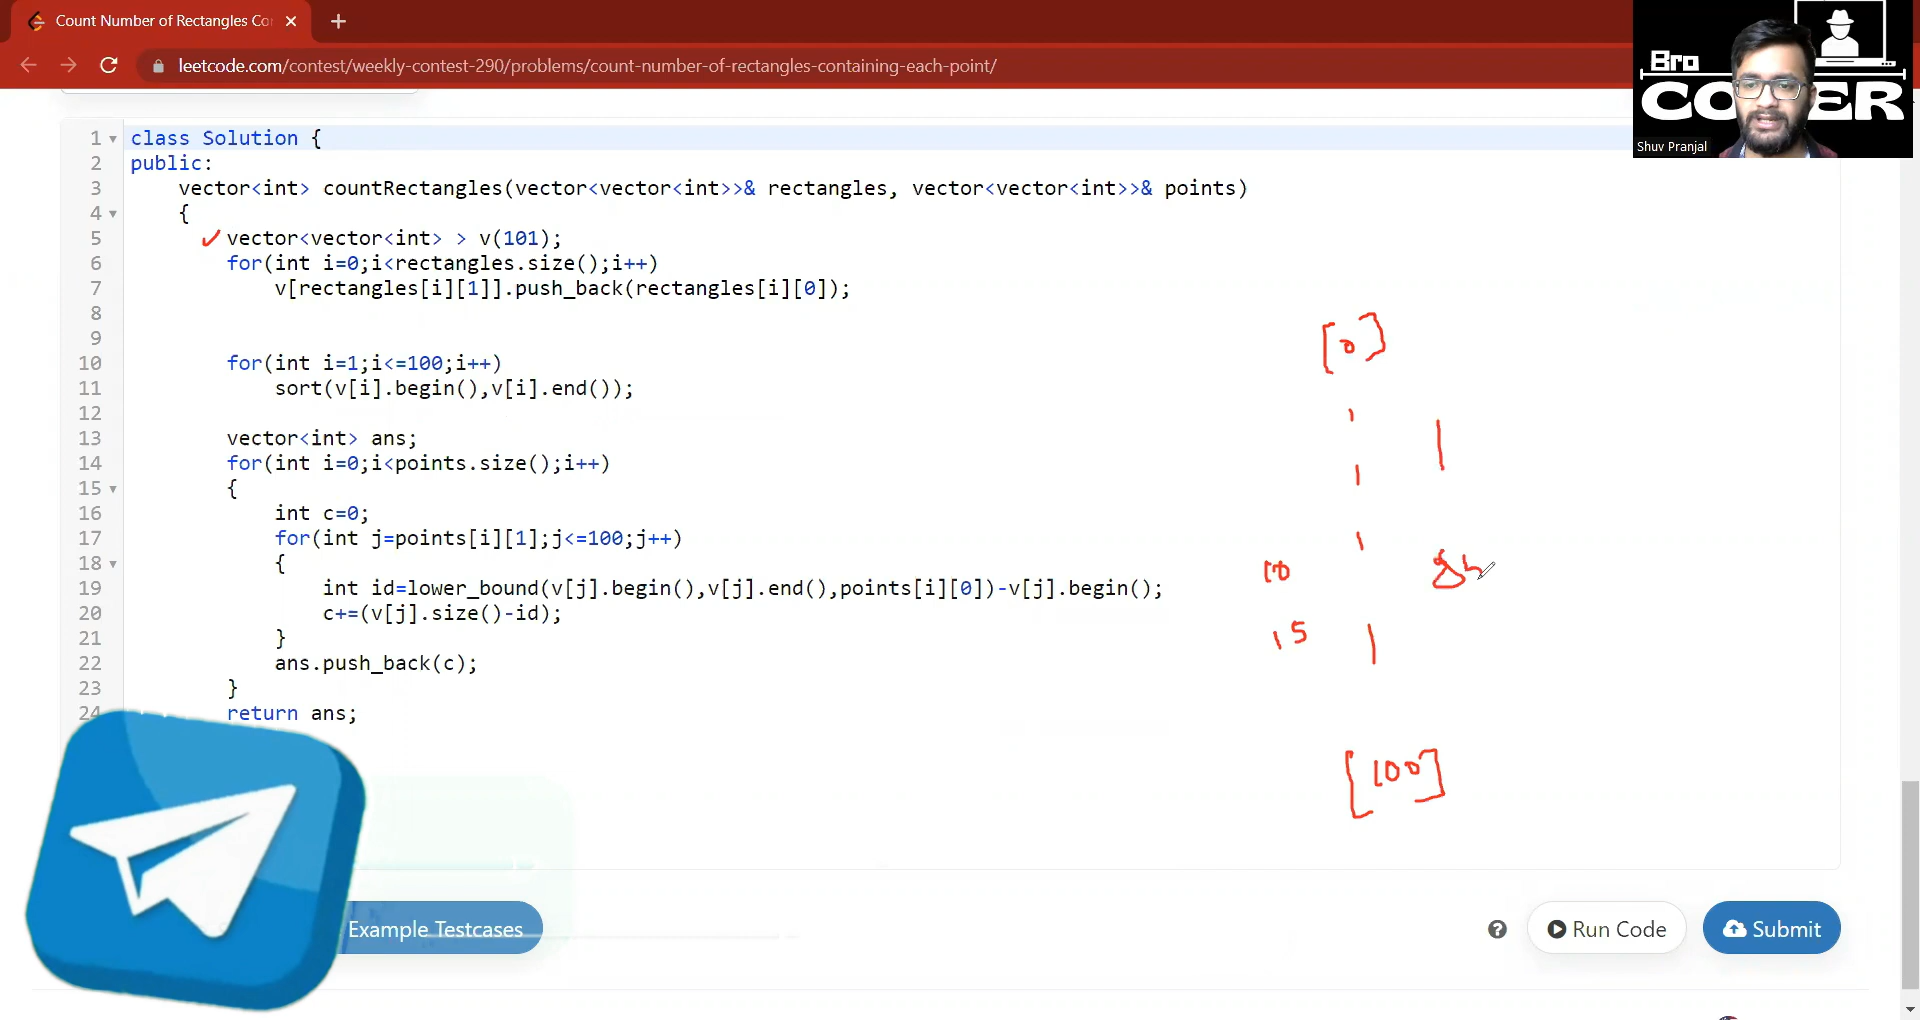 Count Number of Rectangles Co
leetcode.com/contest/weekly-contest-290/problems/count-number-of-rectangles-containing-each-point/
Bro
CODER
Shuv Pranjal
1 class Solution {
2 public:
3 vector<int> countRectangles(vector<vector<int>>& rectangles, vector<vector<int>>& points)
4 {
5 vector<vector<int> > v(101);
6 for(int i=0;i<rectangles.size();i++)
7 v[rectangles[i][1]].push_back(rectangles[i][0]);
8
9
10 for(int i=1;i<=100;i++)
11 sort(v[i].begin(),v[i].end());
12
13 vector<int> ans;
14 for(int i=0;i<points.size();i++)
15 {
16 int c=0;
17 for(int j=points[i][1];j<=100;j++)
18 {
19 int id=lower_bound(v[j].begin(),v[j].end(),points[i][0])-v[j].begin();
20 c+=(v[j].size()-id);
21 }
22 ans.push_back(c);
23 }
24 return ans;
[0]
10
15
[100]
Example Testcases
Run Code
Submit